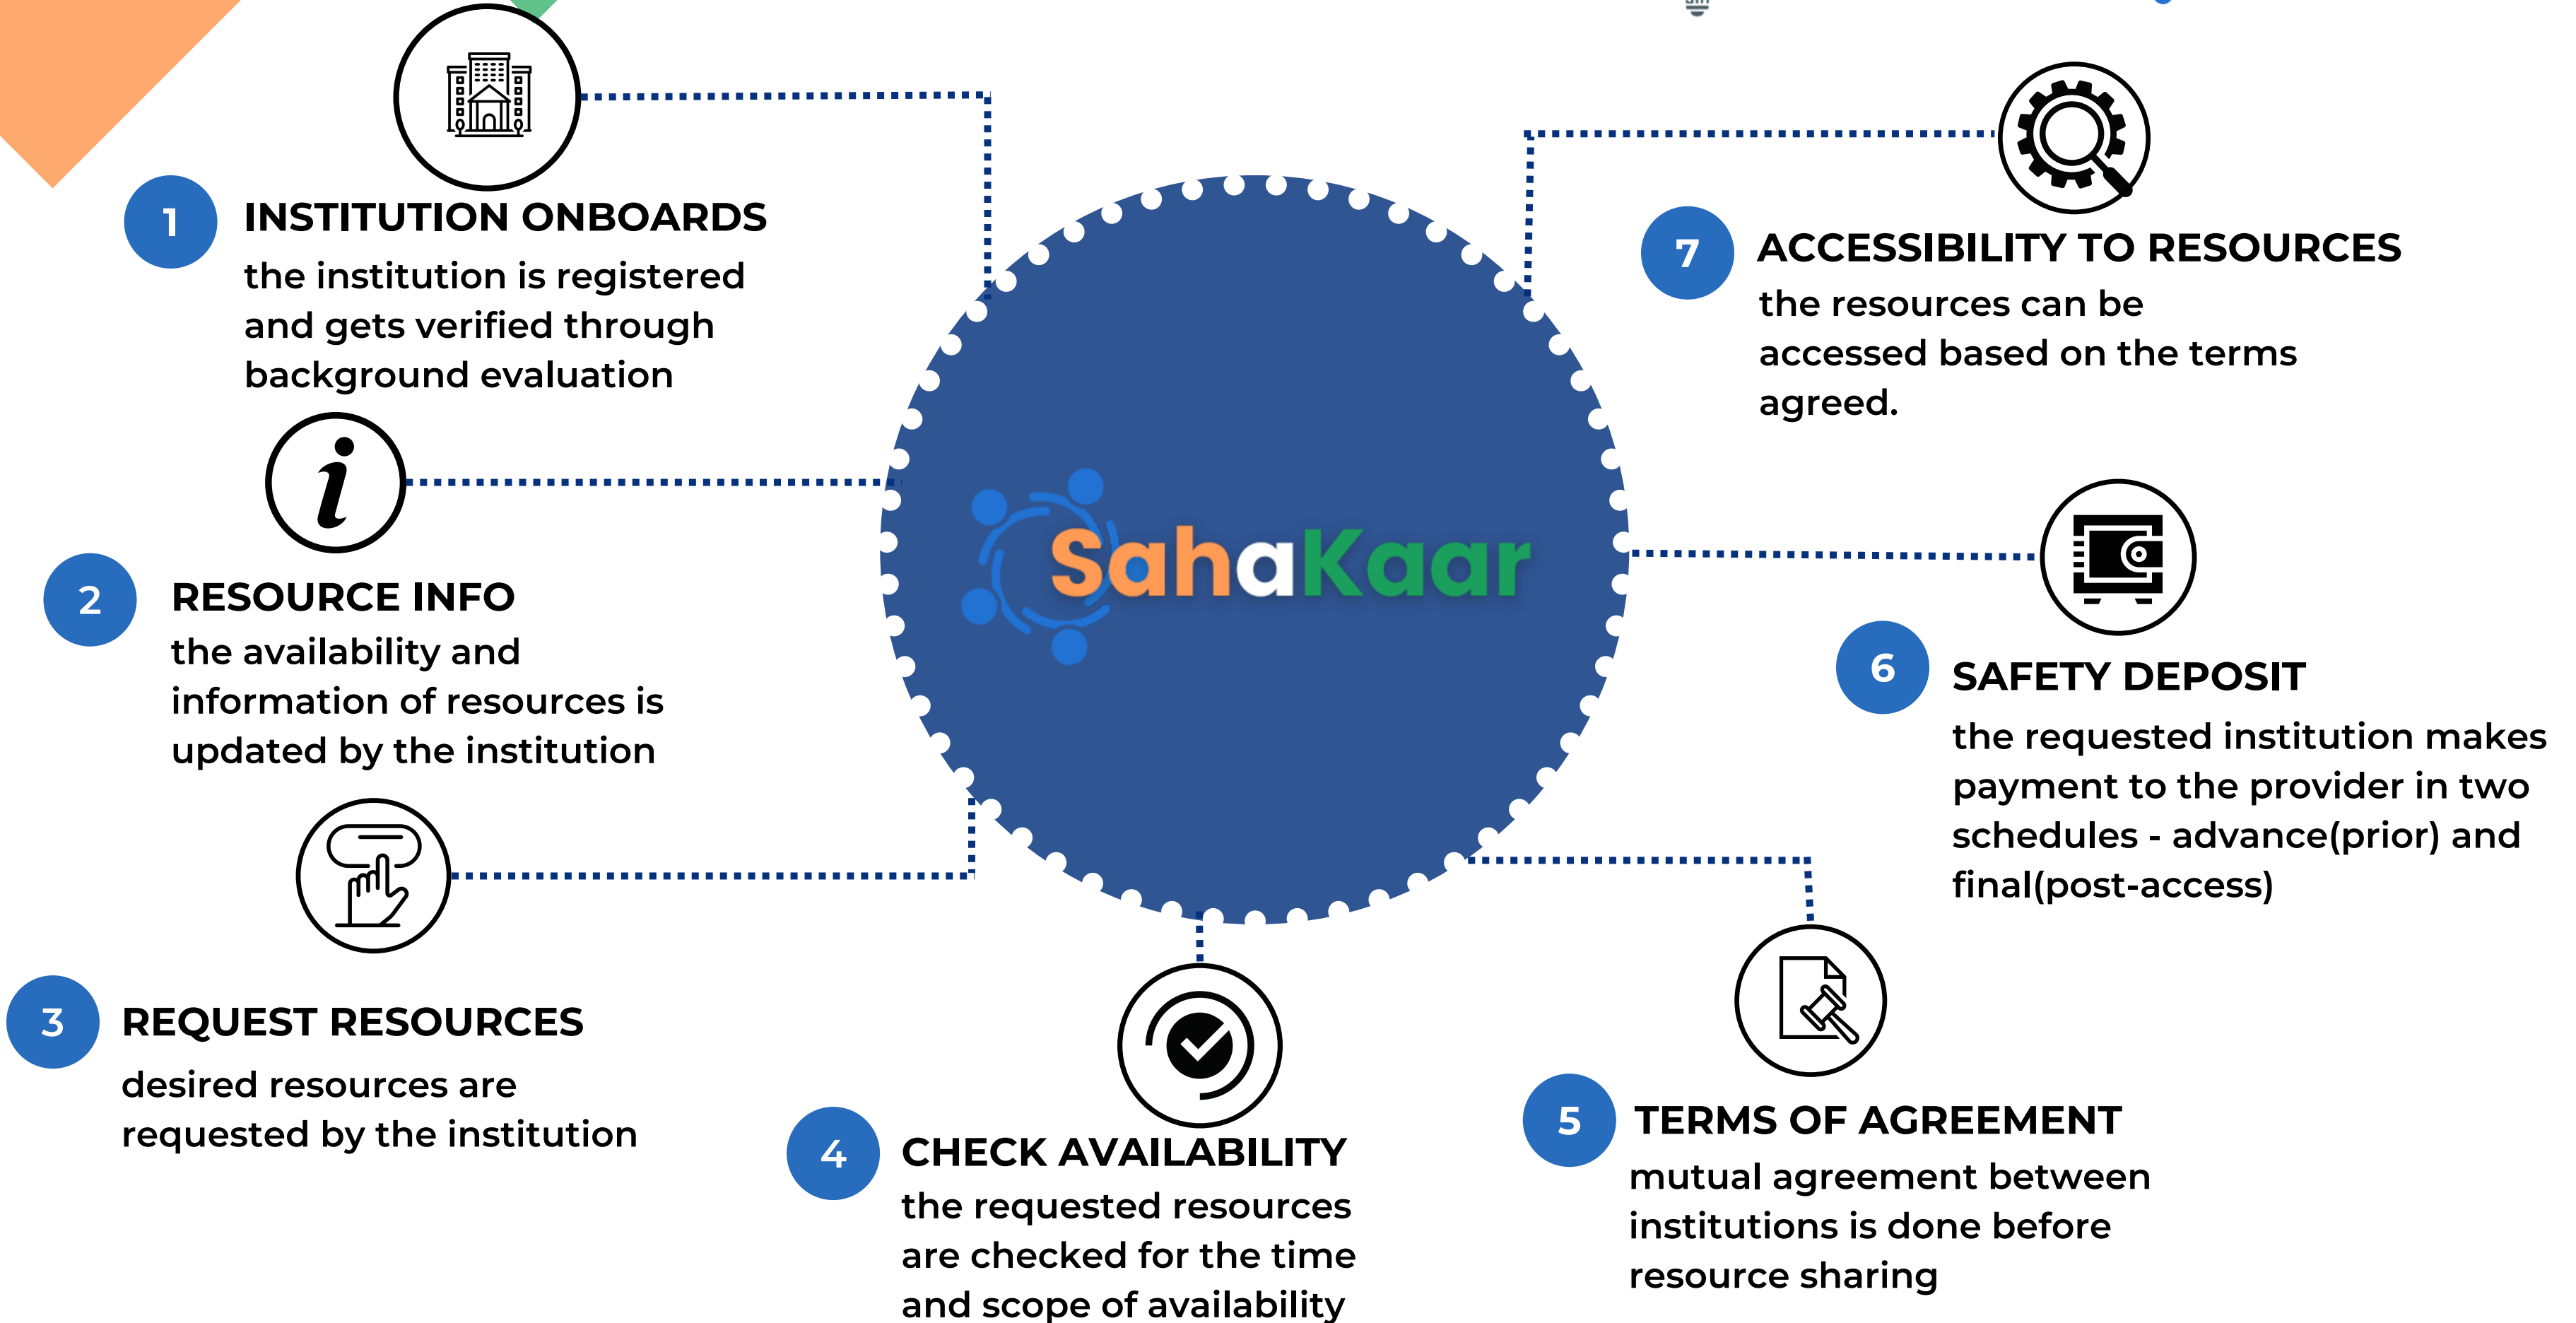 1
INSTITUTION ONBOARDS
the institution is registered
and gets verified through
background evaluation
2
RESOURCE INFO
the availability and
information of resources is
updated by the institution
3
REQUEST RESOURCES
desired resources are
requested by the institution
4
CHECK AVAILABILITY
the requested resources
are checked for the time
and scope of availability
5
TERMS OF AGREEMENT
mutual agreement between
institutions is done before
resource sharing
6
SAFETY DEPOSIT
the requested institution makes
payment to the provider in two
schedules - advance(prior) and
final(post-access)
7
ACCESSIBILITY TO RESOURCES
the resources can be
accessed based on the terms
agreed.
SahaKaar